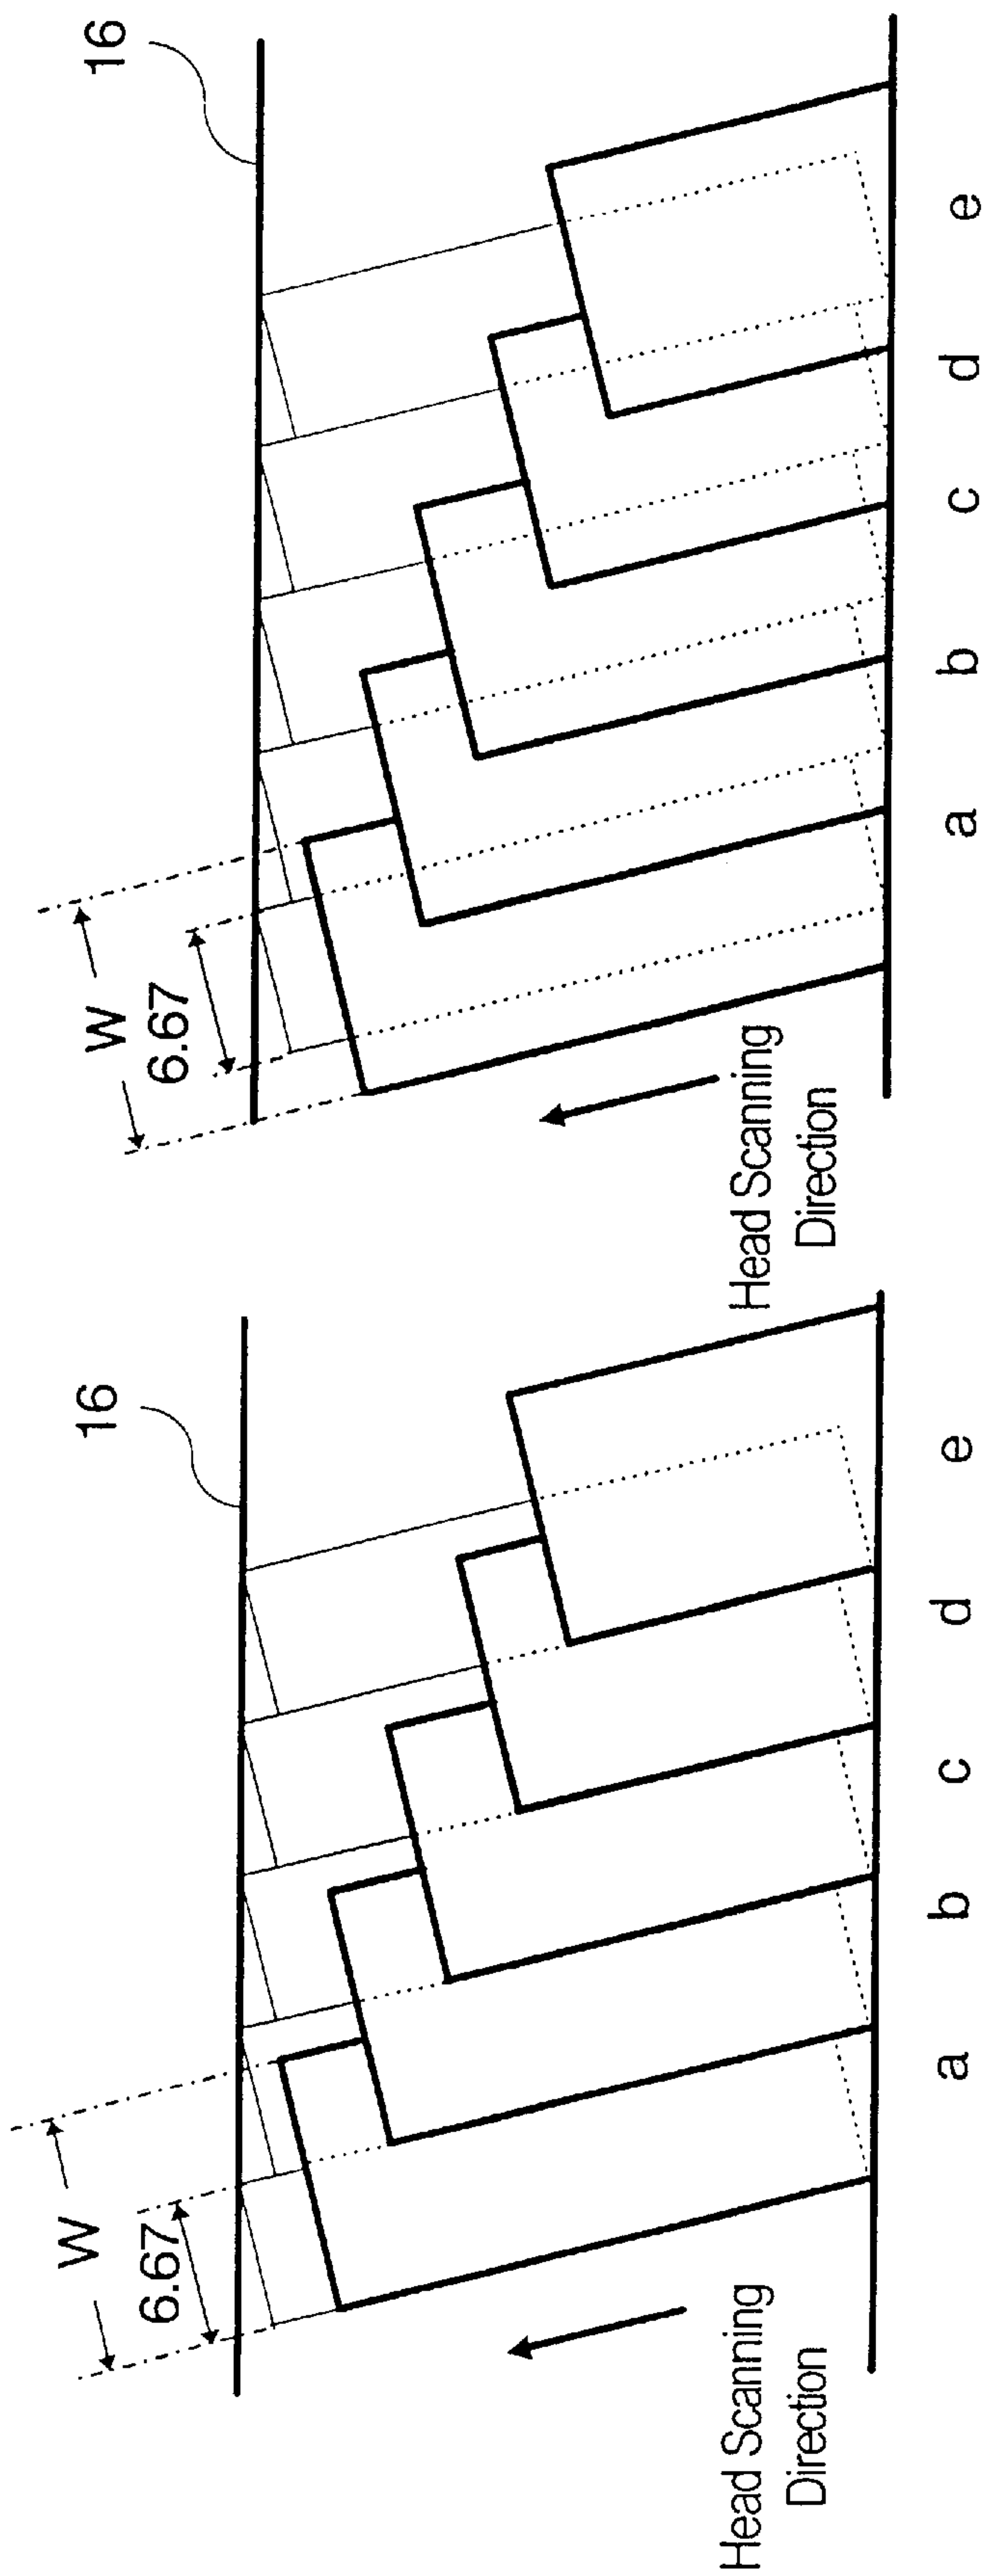 16
W
6.67
Head Scanning
Direction
a
b
c
d
e
16
W
6.67
Head Scanning
Direction
a
b
c
d
e